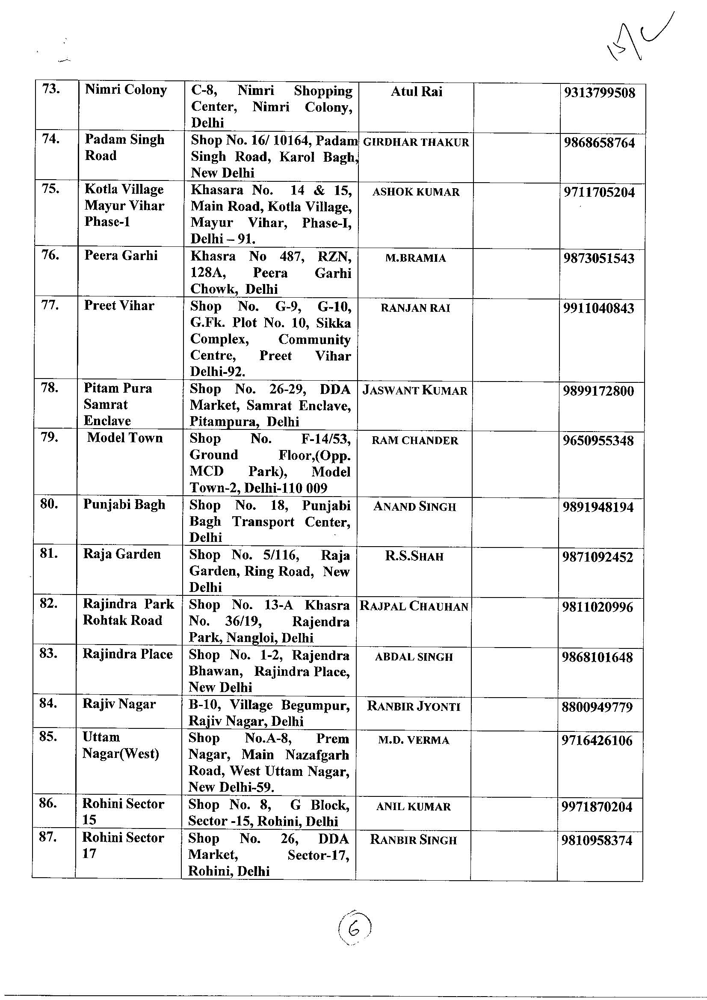 15/C
73. Nimri Colony C-8, Nimri Shopping Atul Rai 9313799508
Center, Nimri Colony,
Delhi
74. Padam Singh Shop No. 16/ 10164, Padam GIRDHAR THAKUR 9868658764
Road Singh Road, Karol Bagh,
New Delhi
75. Kotla Village Khasara No. 14 & 15, ASHOK KUMAR 9711705204
Mayur Vihar Main Road, Kotla Village,
Phase-1 Mayur Vihar, Phase-I,
Delhi – 91.
76. Peera Garhi Khasra No 487, RZN, M.BRAMIA 9873051543
128A, Peera Garhi
Chowk, Delhi
77. Preet Vihar Shop No. G-9, G-10, RANJAN RAI 9911040843
G.Fk. Plot No. 10, Sikka
Complex, Community
Centre, Preet Vihar
Delhi-92.
78. Pitam Pura Shop No. 26-29, DDA JASWANT KUMAR 9899172800
Samrat Market, Samrat Enclave,
Enclave Pitampura, Delhi
79. Model Town Shop No. F-14/53, RAM CHANDER 9650955348
Ground Floor,(Opp.
MCD Park), Model
Town-2, Delhi-110 009
80. Punjabi Bagh Shop No. 18, Punjabi ANAND SINGH 9891948194
Bagh Transport Center,
Delhi
81. Raja Garden Shop No. 5/116, Raja R.S.SHAH 9871092452
Garden, Ring Road, New
Delhi
82. Rajindra Park Shop No. 13-A Khasra RAJPAL CHAUHAN 9811020996
Rohtak Road No. 36/19, Rajendra
Park, Nangloi, Delhi
83. Rajindra Place Shop No. 1-2, Rajendra ABDAL SINGH 9868101648
Bhawan, Rajindra Place,
New Delhi
84. Rajiv Nagar B-10, Village Begumpur, RANBIR JYONTI 8800949779
Rajiv Nagar, Delhi
85. Uttam Shop No.A-8, Prem M.D. VERMA 9716426106
Nagar(West) Nagar, Main Nazafgarh
Road, West Uttam Nagar,
New Delhi-59.
86. Rohini Sector Shop No. 8, G Block, ANIL KUMAR 9971870204
15 Sector -15, Rohini, Delhi
87. Rohini Sector Shop No. 26, DDA RANBIR SINGH 9810958374
17 Market, Sector-17,
Rohini, Delhi
6